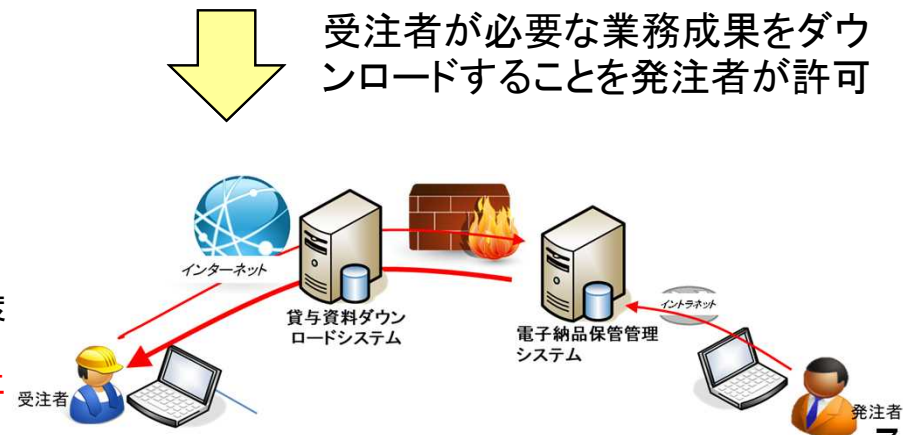 受注者が必要な業務成果をダウ
ンロードすることを発注者が許可
インターネット
貸与資料ダウン
ロードシステム
イントラネット
電子納品保管管理
システム
受注者
発注者